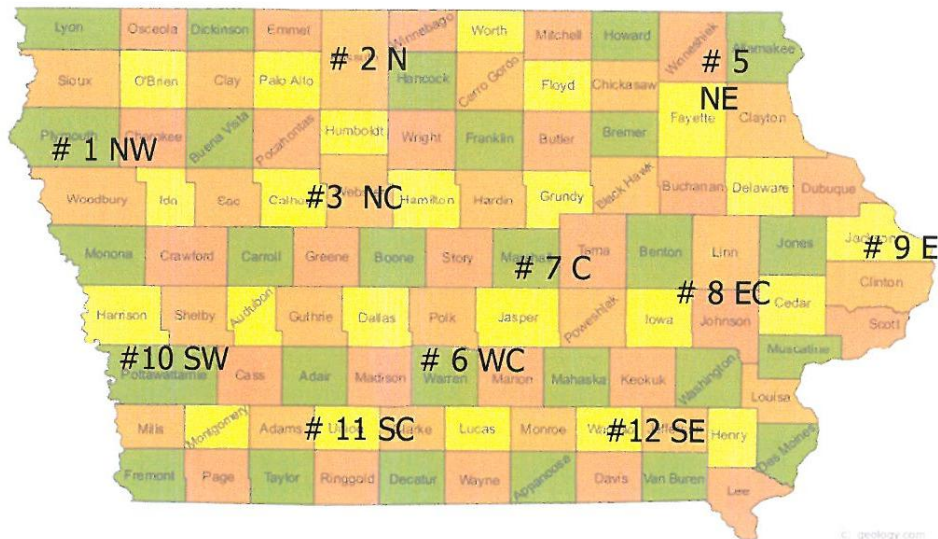 Lyon Osceola Dickinson Emmet Winnebago Worth Mitchell Howard Winneshiek Allamakee
# 2 N # 5
Sioux O'Brien Clay Palo Alto Hancock Cerro Gordo Floyd Chickasaw
NE
Fayette Clayton
Plymouth Cherokee Buena Vista Pocahontas Humboldt Wright Franklin Butler Bremer
# 1 NW
Woodbury Ida Sac #3 NC Hamilton Hardin Grundy Black Hawk Buchanan Delaware Dubuque
Monona Crawford Carroll Greene Boone Story Tama Benton Linn Jones
# 7 C # 9 E
Clinton
# 8 EC
Harrison Shelby Audubon Guthrie Dallas Polk Jasper Poweshiek Iowa Johnson Cedar Scott
Muscatine
#10 SW # 6 WC
Pottawattamie Cass Adair Madison Warren Marion Mahaska Keokuk Washington
Louisa
Mills Montgomery Adams # 11 SC Lucas Monroe #12 SE Henry Des Moines
Fremont Page Taylor Ringgold Decatur Wayne Appanoose Davis Van Buren Lee
geology.com